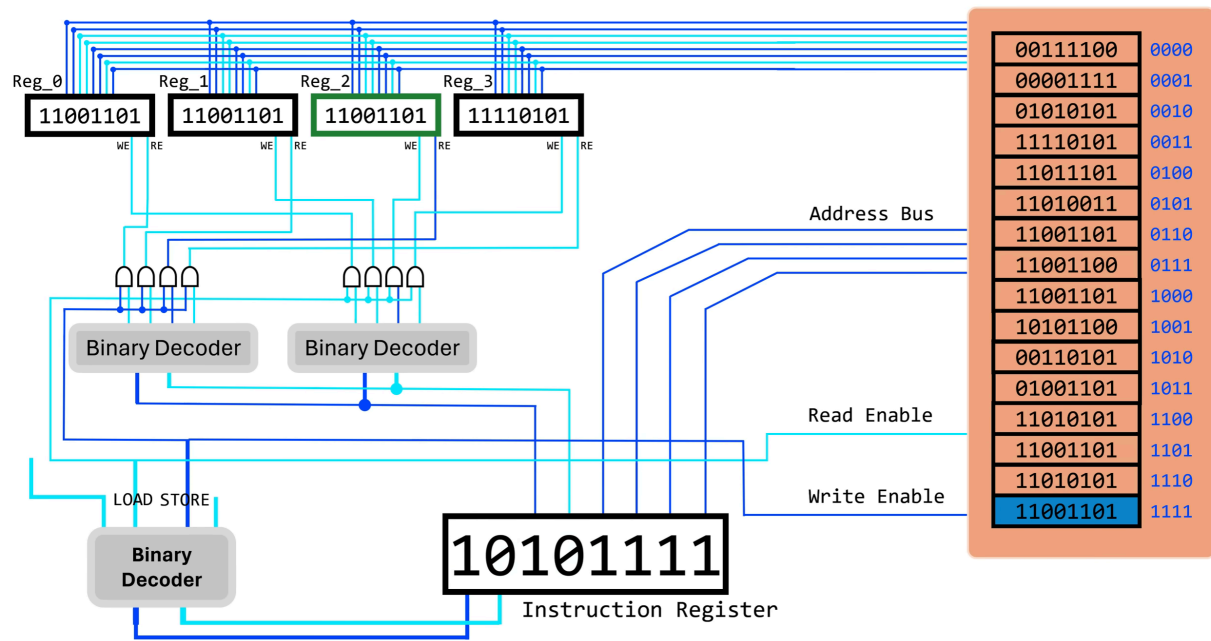 Reg_0 Reg_1 Reg_2 Reg_3
11001101 11001101 11001101 11110101
WE RE WE RE WE RE WE RE
Binary Decoder Binary Decoder
LOAD STORE
Binary
Decoder
10101111
Instruction Register
Address Bus
Read Enable
Write Enable
00111100 0000
00001111 0001
01010101 0010
11110101 0011
11011101 0100
11010011 0101
11001101 0110
11001100 0111
11001101 1000
10101100 1001
00110101 1010
01001101 1011
11010101 1100
11001101 1101
11010101 1110
11001101 1111